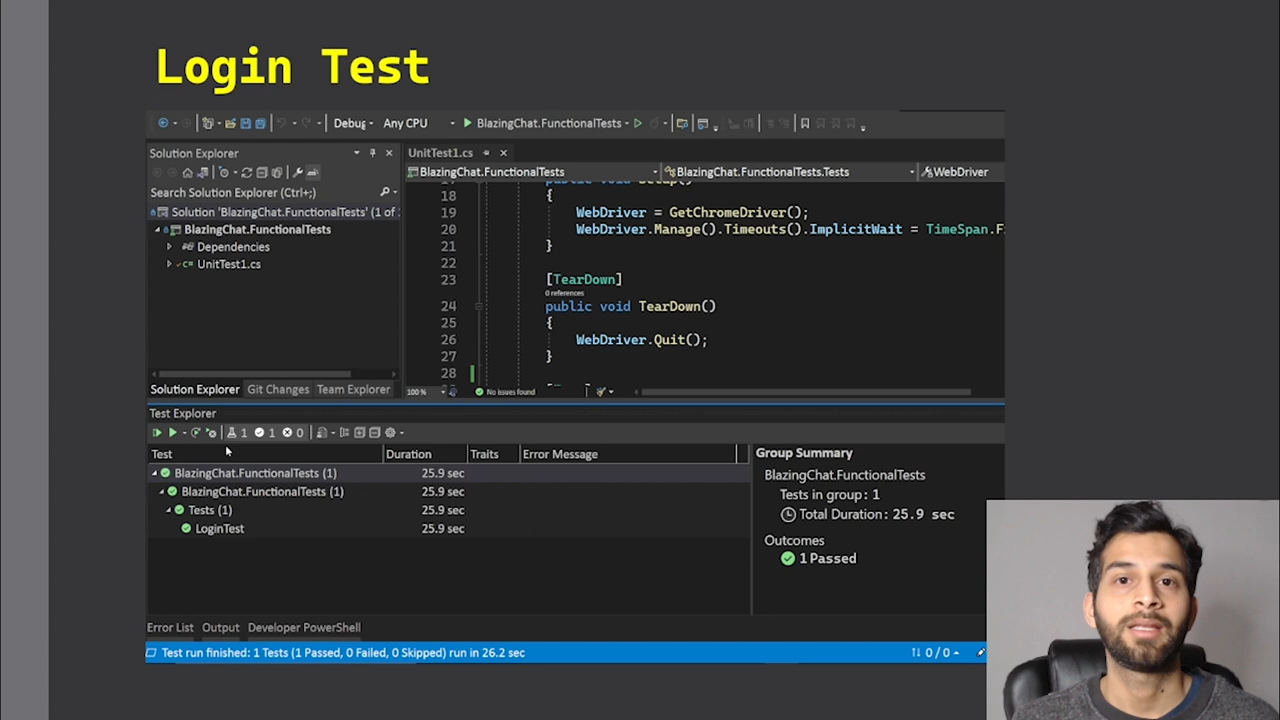 Login Test
Debug
Any CPU
BlazingChat.FunctionalTests
Solution Explorer
Search Solution Explorer (Ctrl+;)
Solution 'BlazingChat.FunctionalTests' (1 of
BlazingChat.FunctionalTests
Dependencies
UnitTest1.cs
Solution Explorer Git Changes Team Explorer
UnitTest1.cs
BlazingChat.FunctionalTests
BlazingChat.FunctionalTests.Tests
WebDriver
18 {
19 WebDriver = GetChromeDriver();
20 WebDriver.Manage().Timeouts().ImplicitWait = TimeSpan.F
21 }
22
23 [TearDown]
0 references
24 public void TearDown()
25 {
26 WebDriver.Quit();
27 }
28
100 %
No issues found
Test Explorer
1 1 0
Test Duration Traits Error Message
BlazingChat.FunctionalTests (1) 25.9 sec
BlazingChat.FunctionalTests (1) 25.9 sec
Tests (1) 25.9 sec
LoginTest 25.9 sec
Group Summary
BlazingChat.FunctionalTests
Tests in group: 1
Total Duration: 25.9 sec
Outcomes
1 Passed
Error List Output Developer PowerShell
Test run finished: 1 Tests (1 Passed, 0 Failed, 0 Skipped) run in 26.2 sec
0 / 0